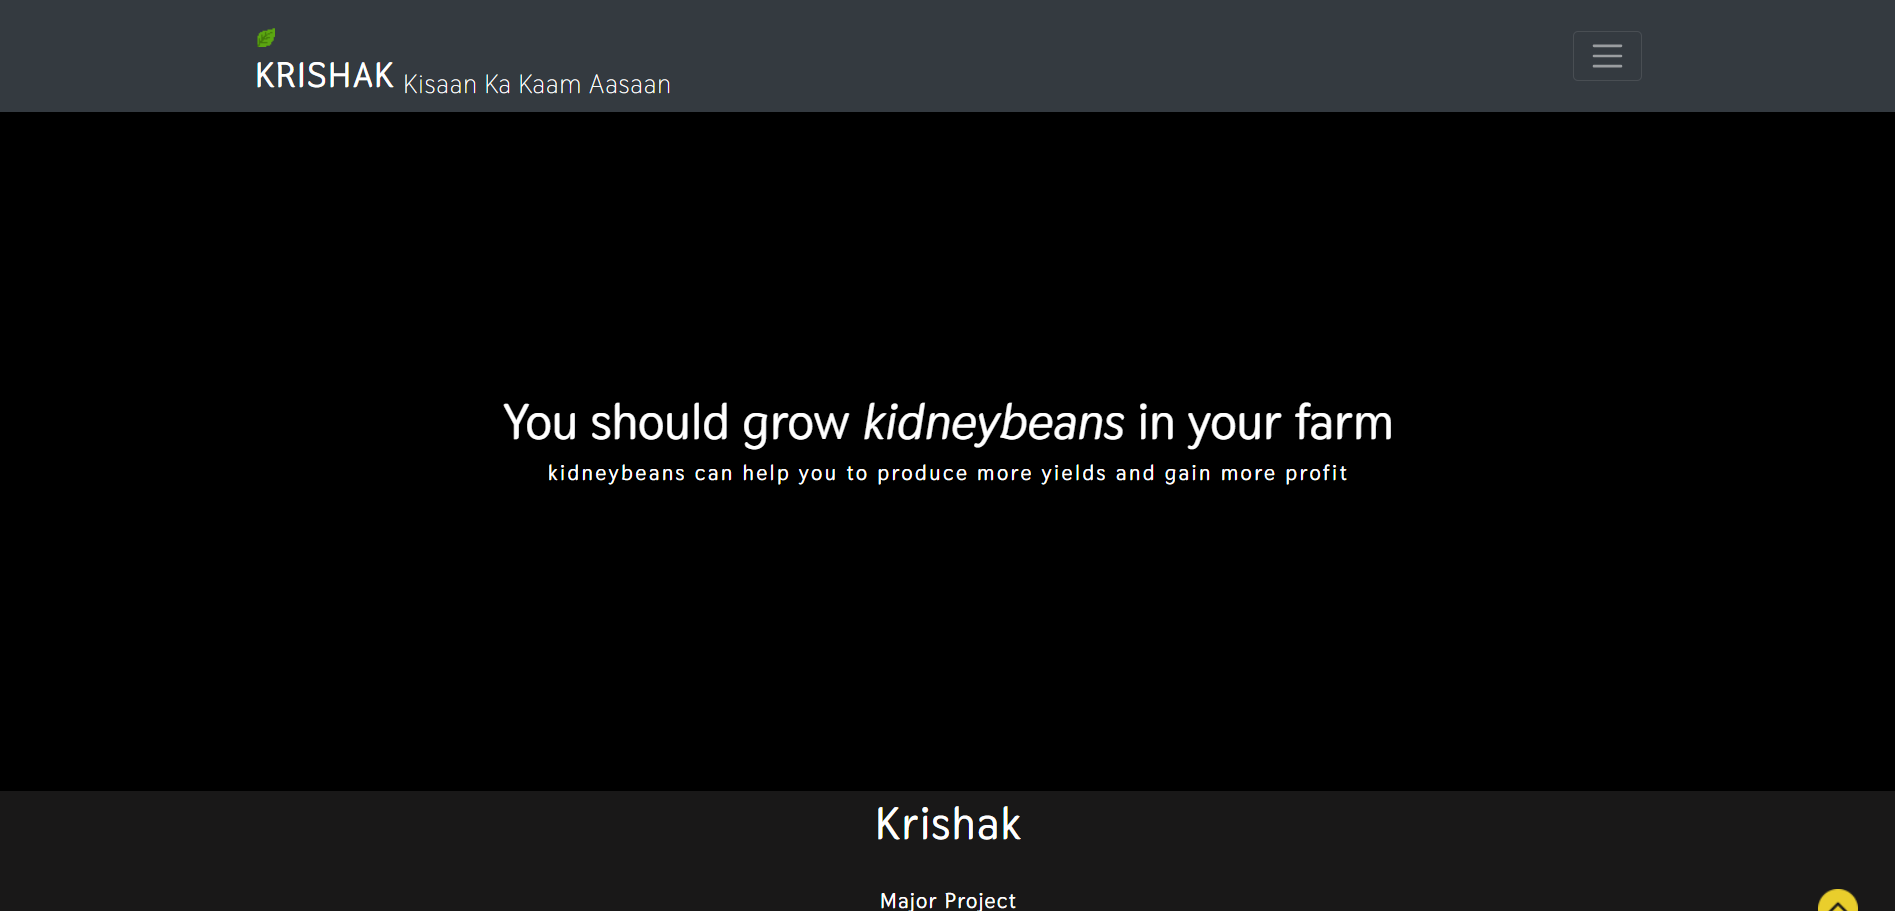 KRISHAK Kisaan Ka Kaam Aasaan
You should grow kidneybeans in your farm
kidneybeans can help you to produce more yields and gain more profit
Krishak
Major Project